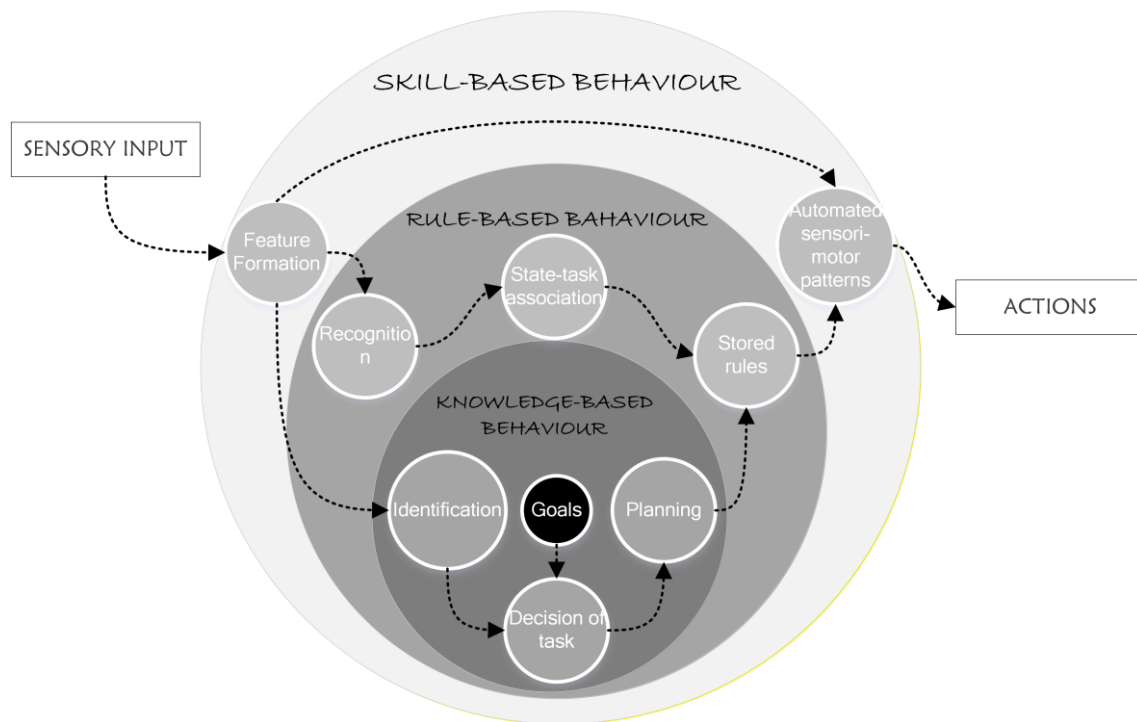 SKILL-BASED BEHAVIOUR
SENSORY INPUT
RULE-BASED BAHAVIOUR
Feature
Formation
State-task
association
Automated
sensori-
motor
patterns
ACTIONS
Recognitio
n
Stored
rules
KNOWLEDGE-BASED
BEHAVIOUR
Identification
Goals
Planning
Decision of
task